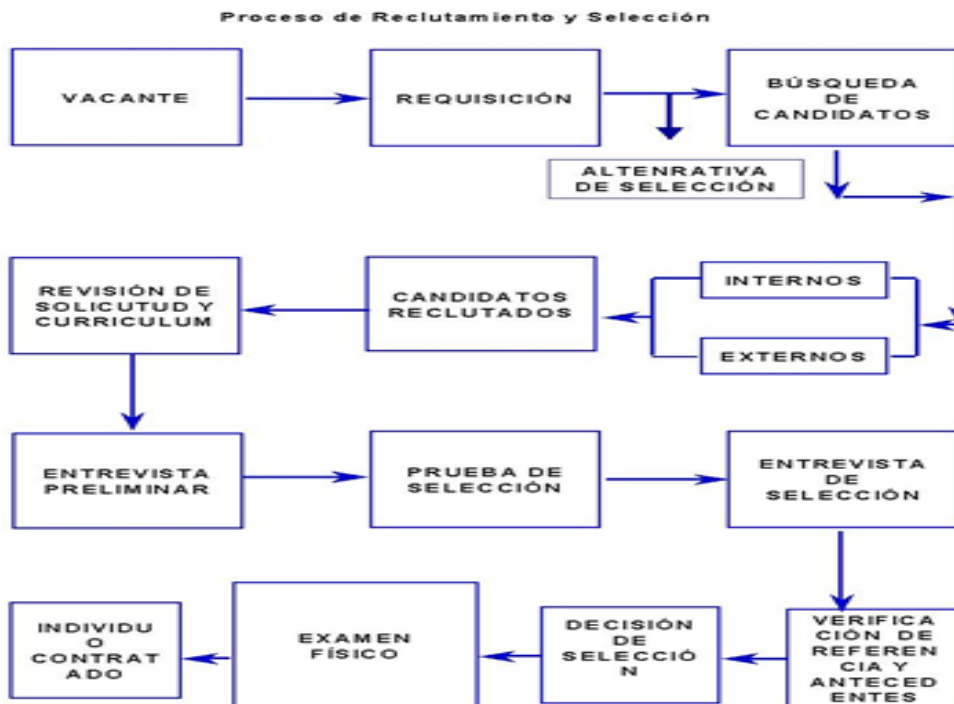 Proceso de Reclutamiento y Selección
VACANTE
REQUISICIÓN
BÚSQUEDA
DE
CANDIDATOS
ALTENRATIVA
DE SELECCIÓN
INTERNOS
EXTERNOS
CANDIDATOS
RECLUTADOS
REVISIÓN DE
SOLICUTUD Y
CURRICULUM
ENTREVISTA
PRELIMINAR
PRUEBA DE
SELECCIÓN
ENTREVISTA
DE
SELECCIÓN
VERIFICA
CIÓN DE
REFEREN
CIA Y
ANTECED
ENTES
DECISIÓN
DE
SELECCIÓ
N
EXAMEN
FÍSICO
INDIVIDU
O
CONTRAT
ADO